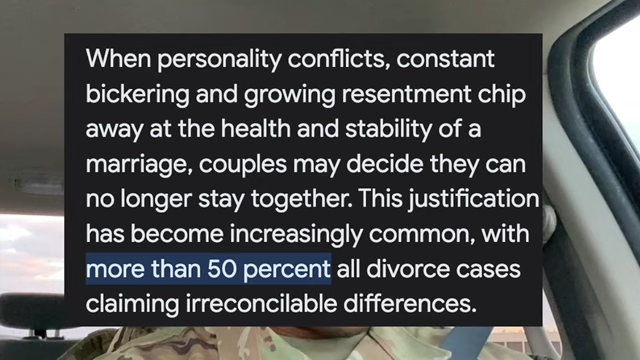 When personality conflicts, constant
bickering and growing resentment chip
away at the health and stability of a
marriage, couples may decide they can
no longer stay together. This justification
has become increasingly common, with
more than 50 percent all divorce cases
claiming irreconcilable differences.